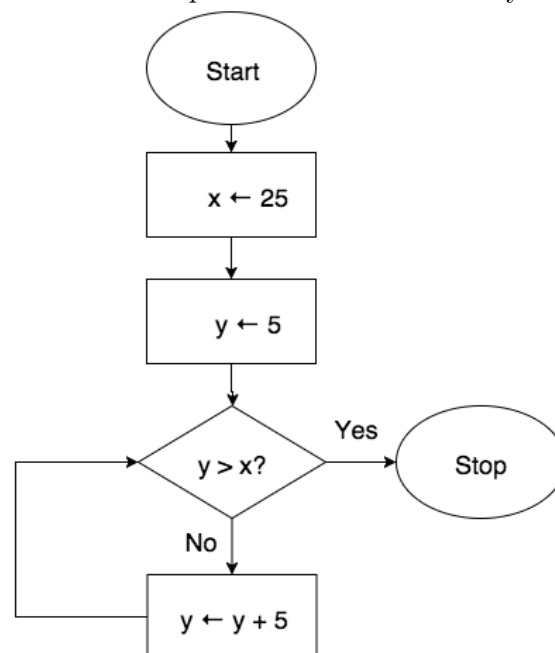 Start
x ← 25
y ← 5
y > x?
Yes
Stop
No
y ← y + 5